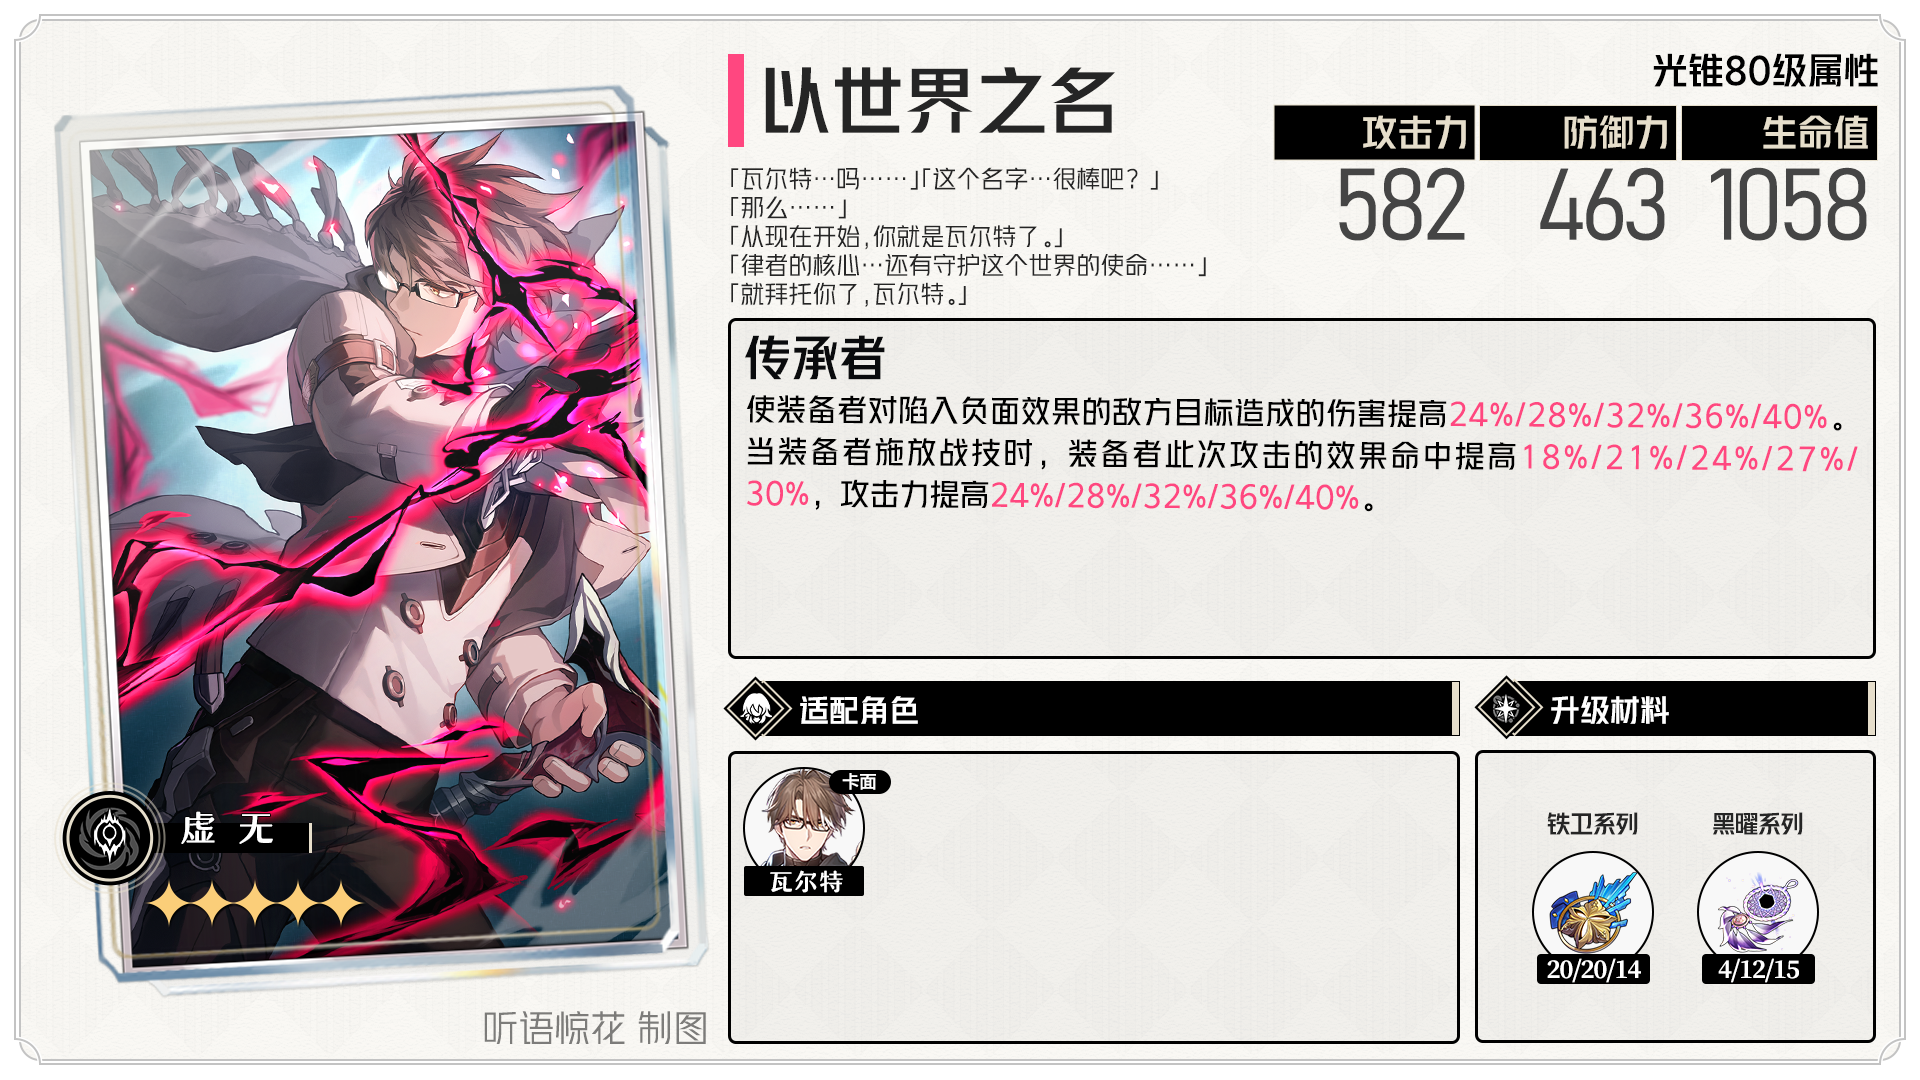 以世界之名
光锥80级属性
攻击力 防御力 生命值
582 463 1058
「瓦尔特…吗……」「这个名字…很棒吧？」
「那么……」
「从现在开始,你就是瓦尔特了。」
「律者的核心…还有守护这个世界的使命……」
「就拜托你了,瓦尔特。」
传承者
使装备者对陷入负面效果的敌方目标造成的伤害提高24%/28%/32%/36%/40%。
当装备者施放战技时，装备者此次攻击的效果命中提高18%/21%/24%/27%/
30%，攻击力提高24%/28%/32%/36%/40%。
虚无
适配角色
卡面
瓦尔特
升级材料
铁卫系列 黑曜系列
20/20/14 4/12/15
听语惊花 制图